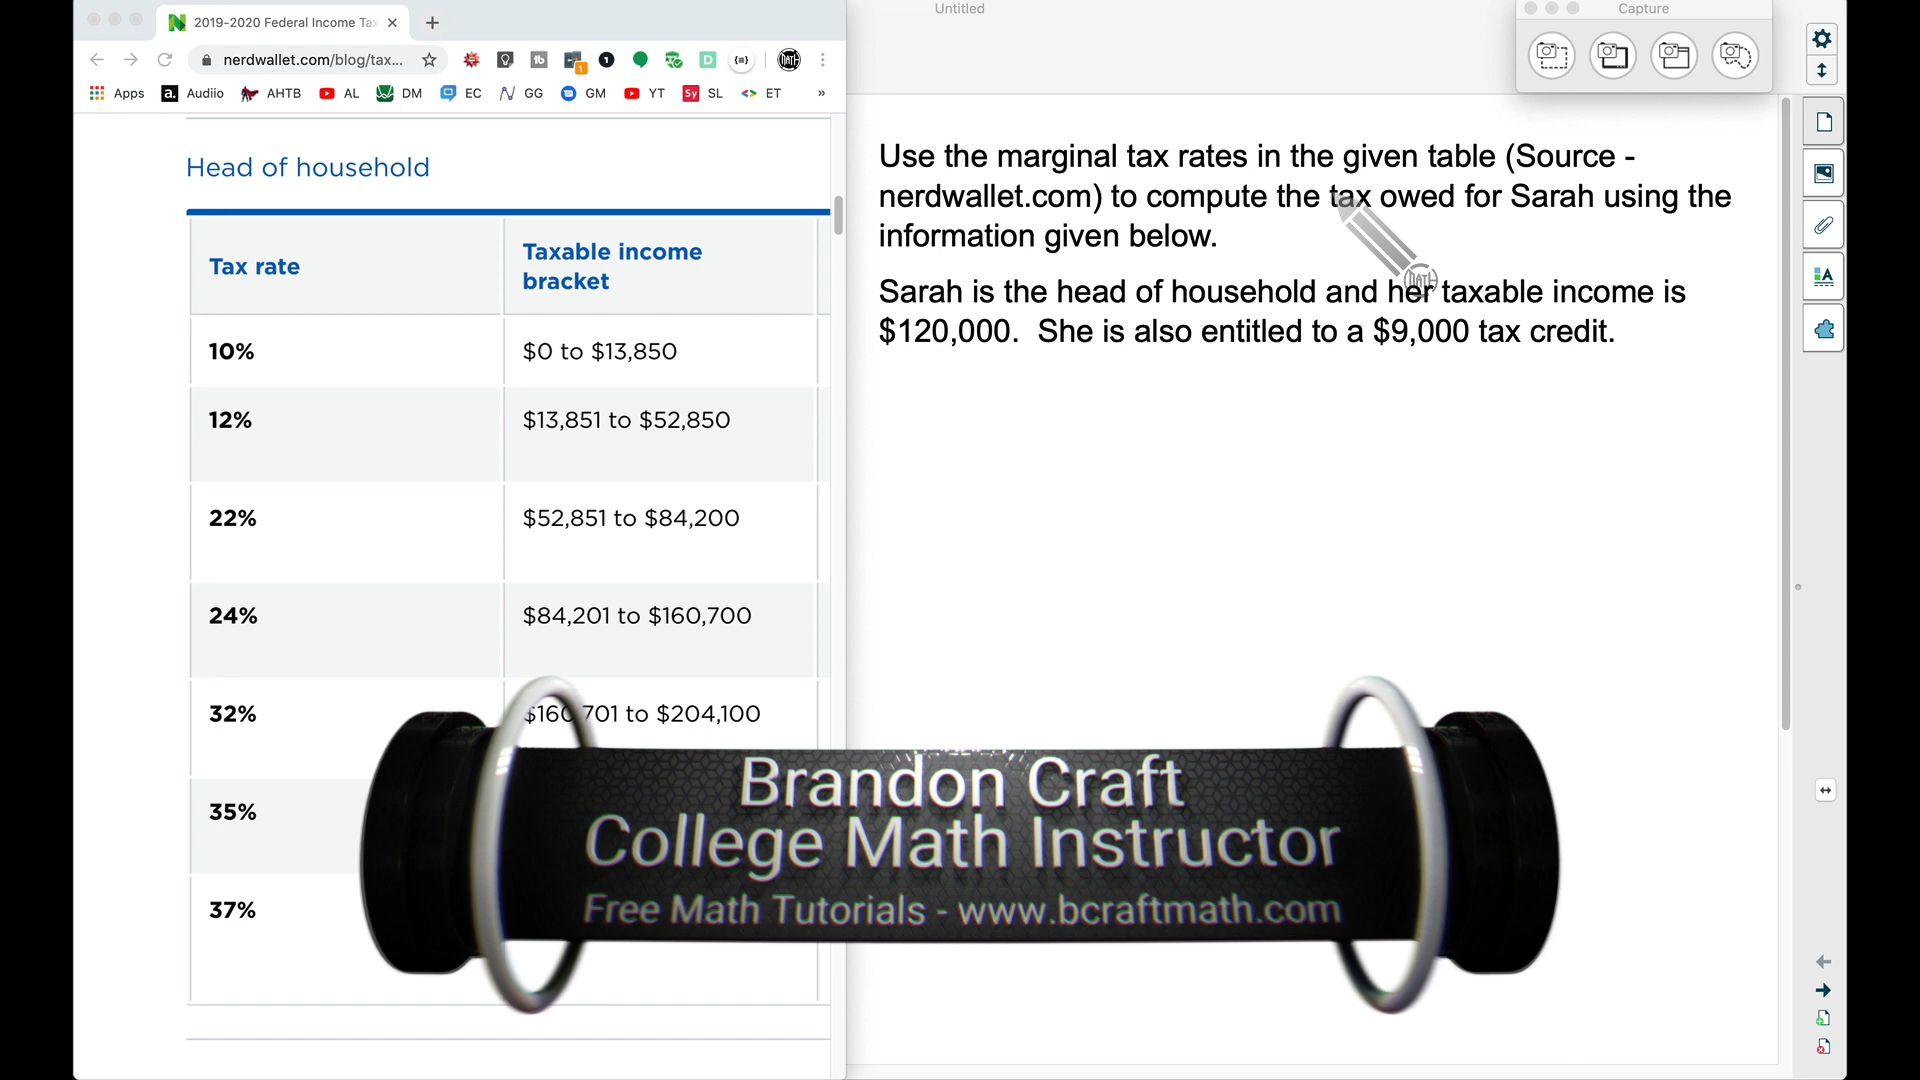 Untitled
Capture
2019-2020 Federal Income Tax
nerdwallet.com/blog/tax...
Apps Audiio AHTB AL DM EC GG GM YT SL ET »
Head of household
Tax rate
Taxable income
bracket
10% $0 to $13,850
12% $13,851 to $52,850
22% $52,851 to $84,200
24% $84,201 to $160,700
32% $160,701 to $204,100
35%
37%
Use the marginal tax rates in the given table (Source -
nerdwallet.com) to compute the tax owed for Sarah using the
information given below.
Sarah is the head of household and her taxable income is
$120,000. She is also entitled to a $9,000 tax credit.
Brandon Craft
College Math Instructor
Free Math Tutorials - www.bcraftmath.com